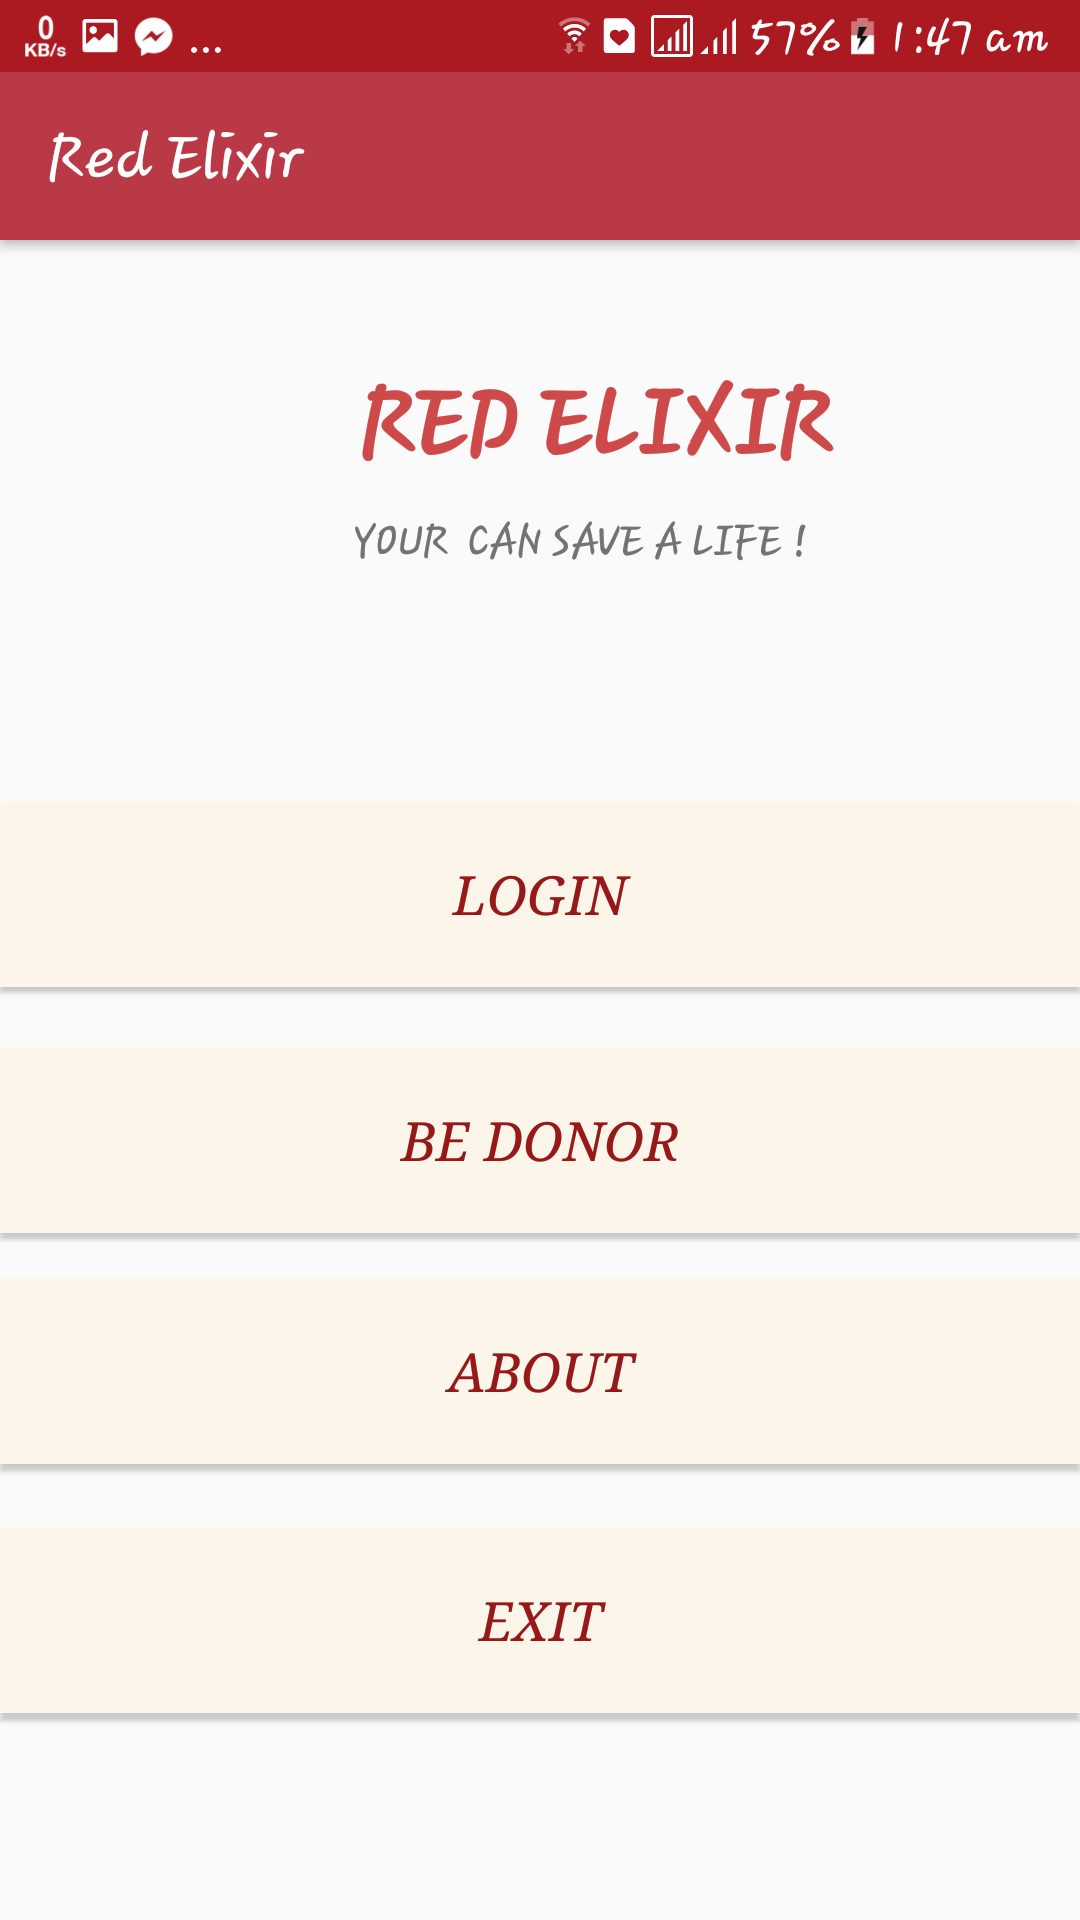 0 KB/s ... 57% 1:47 am
Red Elixir
RED ELIXIR
YOUR CAN SAVE A LIFE !
LOGIN
BE DONOR
ABOUT
EXIT